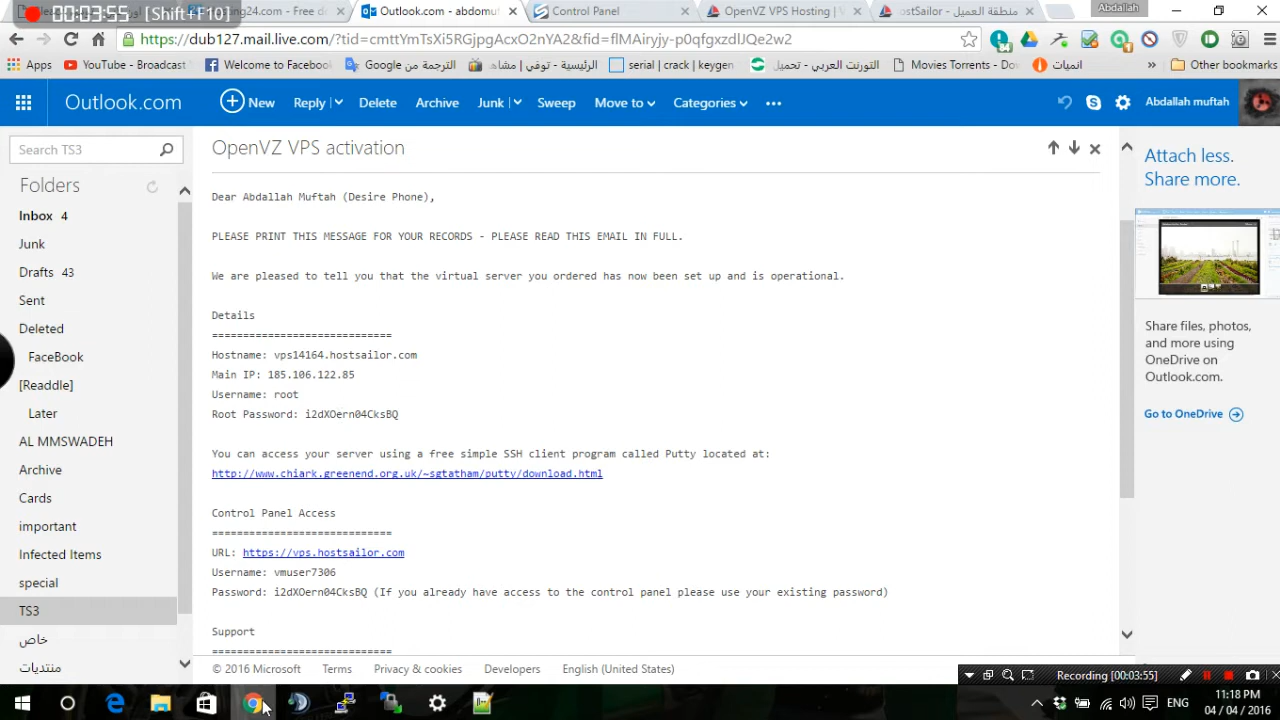 00:03:55 [Shift+F10]
ing24.com - Free d
Outlook.com - abdomuf
Control Panel
OpenVZ VPS Hosting |
ostSailor - منطقة العميل
Abdallah
https://dub127.mail.live.com/?tid=cmttYmTsXi5RGjpgAcxO2nYA2&fid=flMAiryjy-p0qfgxzdlJQe2w2
Apps
YouTube - Broadcast
Welcome to Facebook
الترجمة من Google
الرئيسية - توفي | مشاهد
serial | crack | keygen
التورنت العربي - تحميل
Movies Torrents - Do
انميات
»
Other bookmarks
Outlook.com
New
Reply
Delete
Archive
Junk
Sweep
Move to
Categories
Abdallah muftah
Search TS3
Folders
Inbox 4
Junk
Drafts 43
Sent
Deleted
FaceBook
[Readdle]
Later
AL MMSWADEH
Archive
Cards
important
Infected Items
special
TS3
خاص
منتديات
OpenVZ VPS activation
Dear Abdallah Muftah (Desire Phone),
PLEASE PRINT THIS MESSAGE FOR YOUR RECORDS - PLEASE READ THIS EMAIL IN FULL.
We are pleased to tell you that the virtual server you ordered has now been set up and is operational.
Details
=============================
Hostname: vps14164.hostsailor.com
Main IP: 185.106.122.85
Username: root
Root Password: i2dXOern04CksBQ
You can access your server using a free simple SSH client program called Putty located at:
http://www.chiark.greenend.org.uk/~sgtatham/putty/download.html
Control Panel Access
=============================
URL: https://vps.hostsailor.com
Username: vmuser7306
Password: i2dXOern04CksBQ (If you already have access to the control panel please use your existing password)
Support
=============================
Attach less.
Share more.
Share files, photos,
and more using
OneDrive on
Outlook.com.
Go to OneDrive
© 2016 Microsoft
Terms
Privacy & cookies
Developers
English (United States)
Recording [00:03:55]
ENG
11:18 PM
04 / 04 / 2016